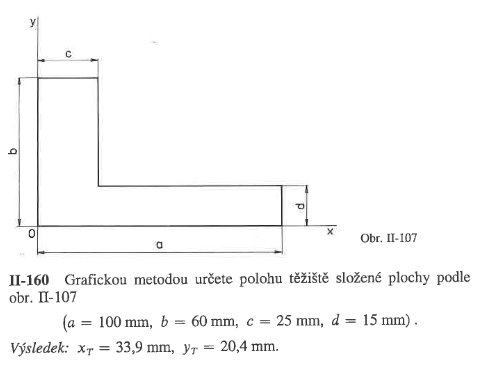 y
c
b
d
0
x
a
Obr. II-107
II-160 Grafickou metodou určete polohu těžiště složené plochy podle
obr. II-107
(a = 100 mm, b = 60 mm, c = 25 mm, d = 15 mm).
Výsledek: x_T = 33,9 mm, y_T = 20,4 mm.